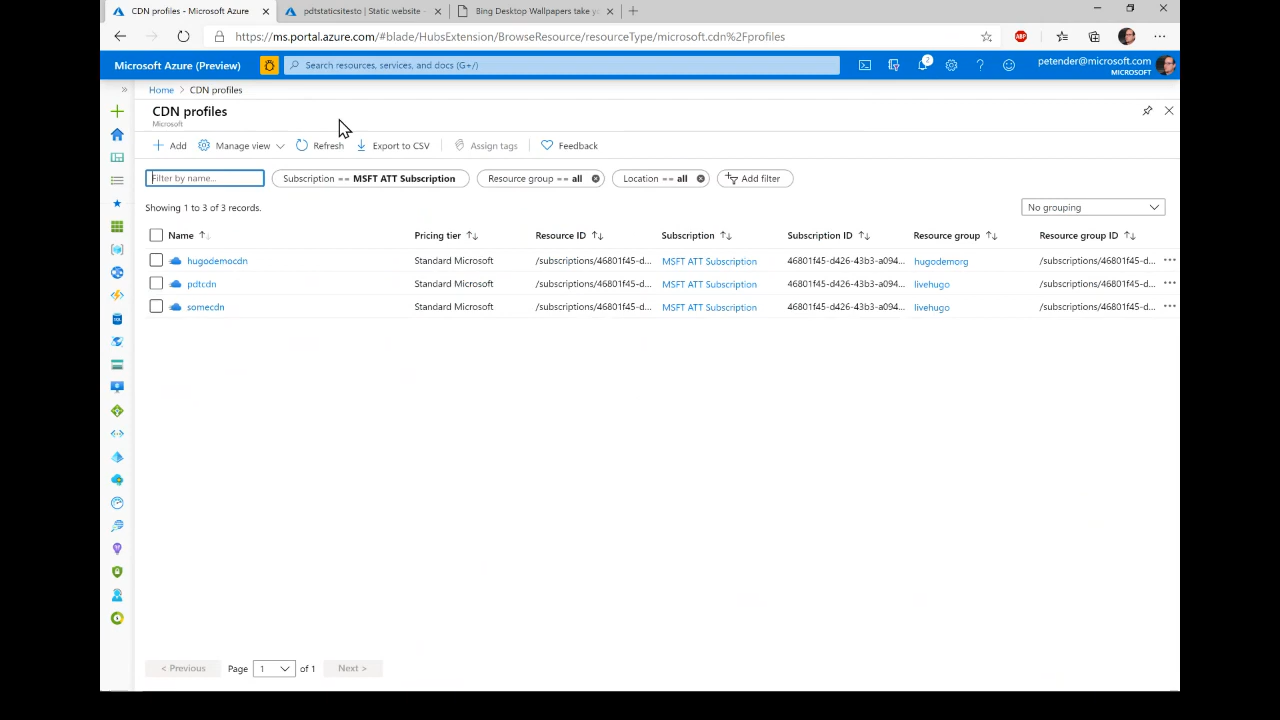 CDN profiles - Microsoft Azure
pdtstaticsitesto | Static website -
Bing Desktop Wallpapers take yo
https://ms.portal.azure.com/#blade/HubsExtension/BrowseResource/resourceType/microsoft.cdn%2Fprofiles
ABP
Microsoft Azure (Preview)
Search resources, services, and docs (G+/)
2
petender@microsoft.com
MICROSOFT
Home > CDN profiles
CDN profiles
Microsoft
Add
Manage view
Refresh
Export to CSV
Assign tags
Feedback
Filter by name...
Subscription == MSFT ATT Subscription
Resource group == all
Location == all
Add filter
Showing 1 to 3 of 3 records.
No grouping
Name Pricing tier Resource ID Subscription Subscription ID Resource group Resource group ID
hugodemocdn Standard Microsoft /subscriptions/46801f45-d... MSFT ATT Subscription 46801f45-d426-43b3-a094... hugodemorg /subscriptions/46801f45-d...
pdtcdn Standard Microsoft /subscriptions/46801f45-d... MSFT ATT Subscription 46801f45-d426-43b3-a094... livehugo /subscriptions/46801f45-d...
somecdn Standard Microsoft /subscriptions/46801f45-d... MSFT ATT Subscription 46801f45-d426-43b3-a094... livehugo /subscriptions/46801f45-d...
< Previous Page 1 of 1 Next >